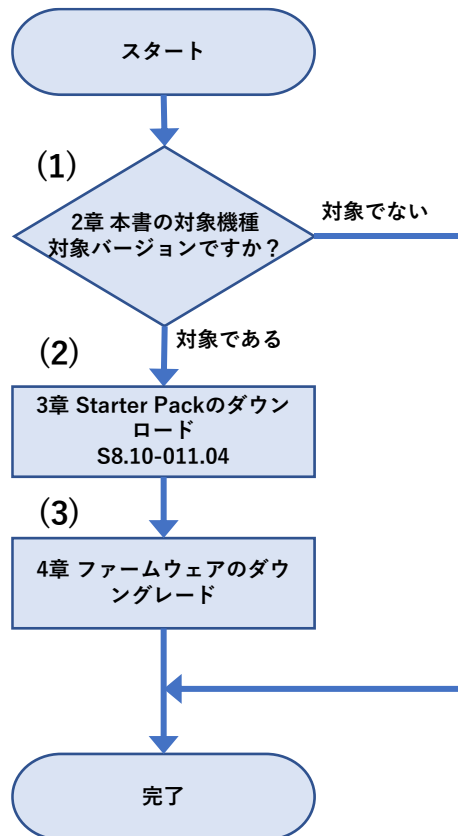 スタート
(1)
2章 本書の対象機種
対象バージョンですか？
対象でない
対象である
(2)
3章 Starter Packのダウン
ロード
S8.10-011.04
(3)
4章 ファームウェアのダウ
ングレード
完了